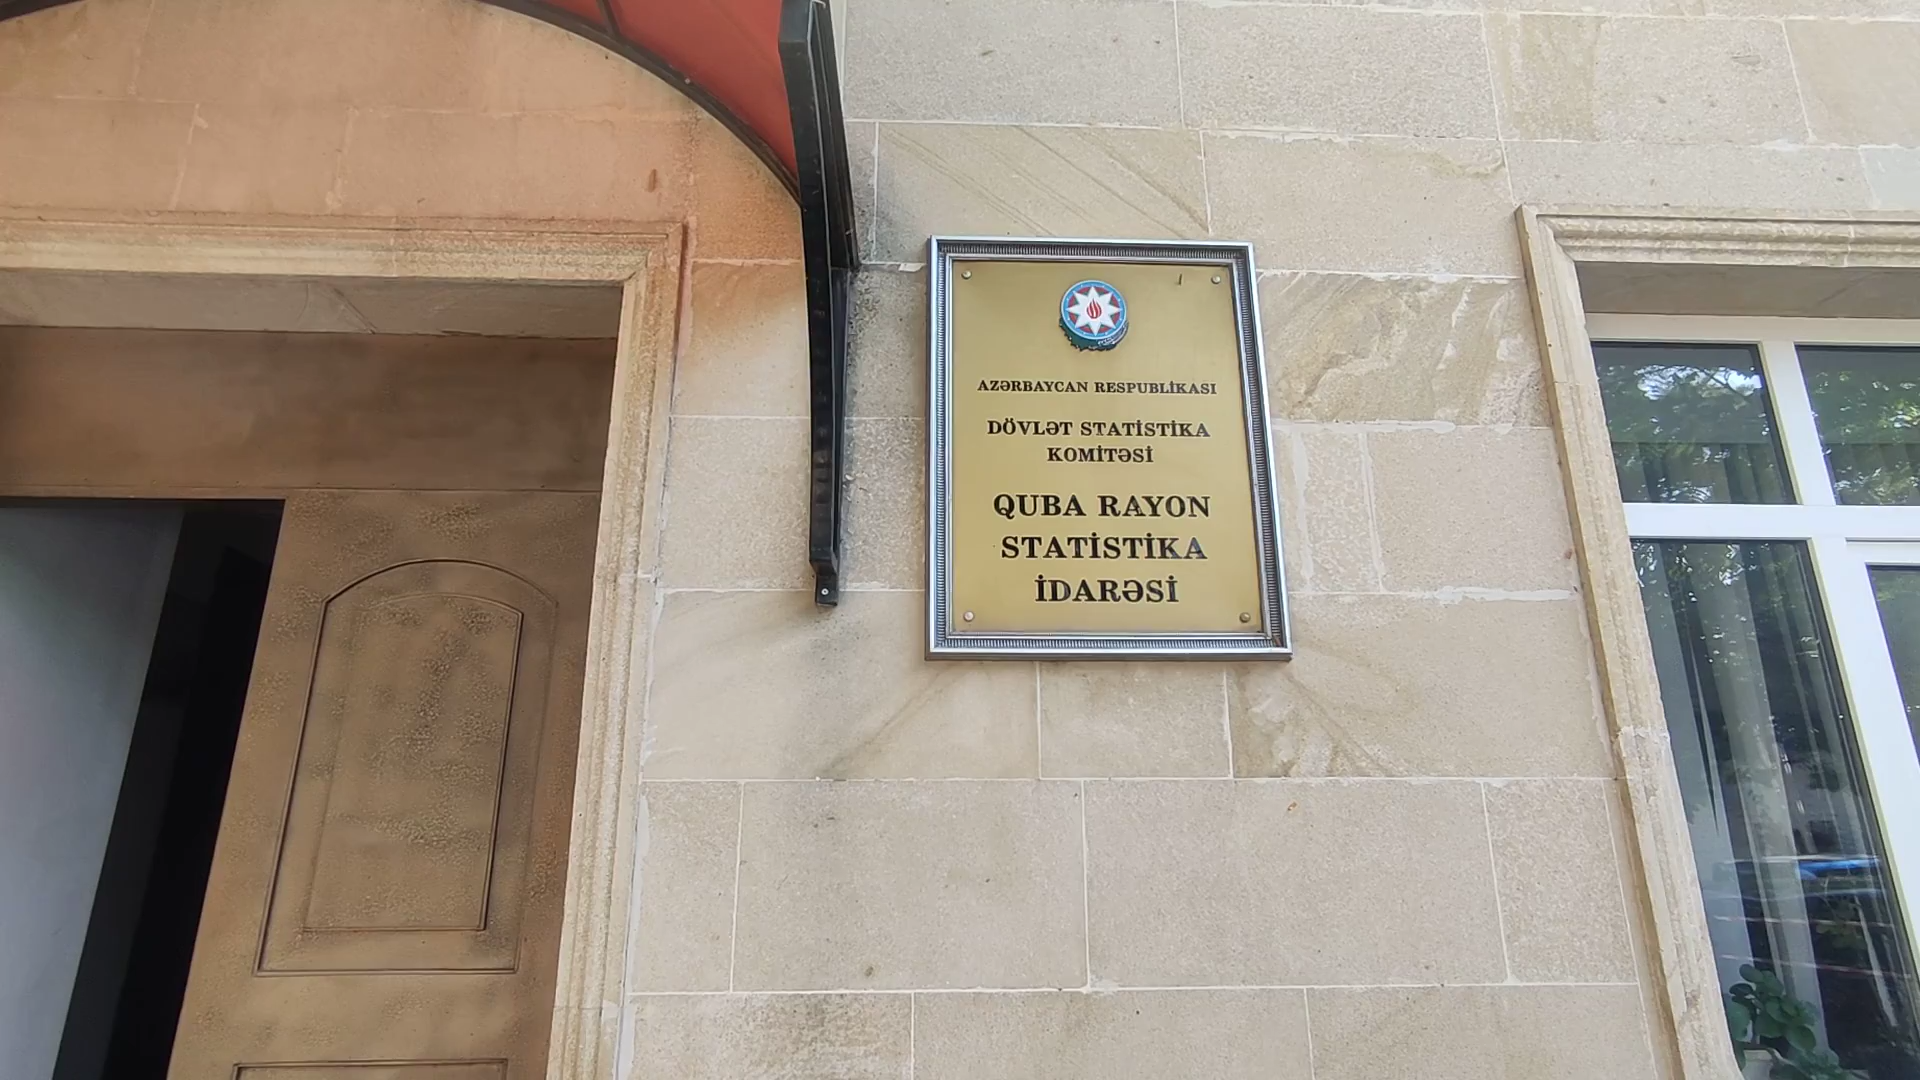 AZƏRBAYCAN RESPUBLİKASI
DÖVLƏT STATİSTİKA
KOMİTƏSİ
QUBA RAYON
STATİSTİKA
İDARƏSİ